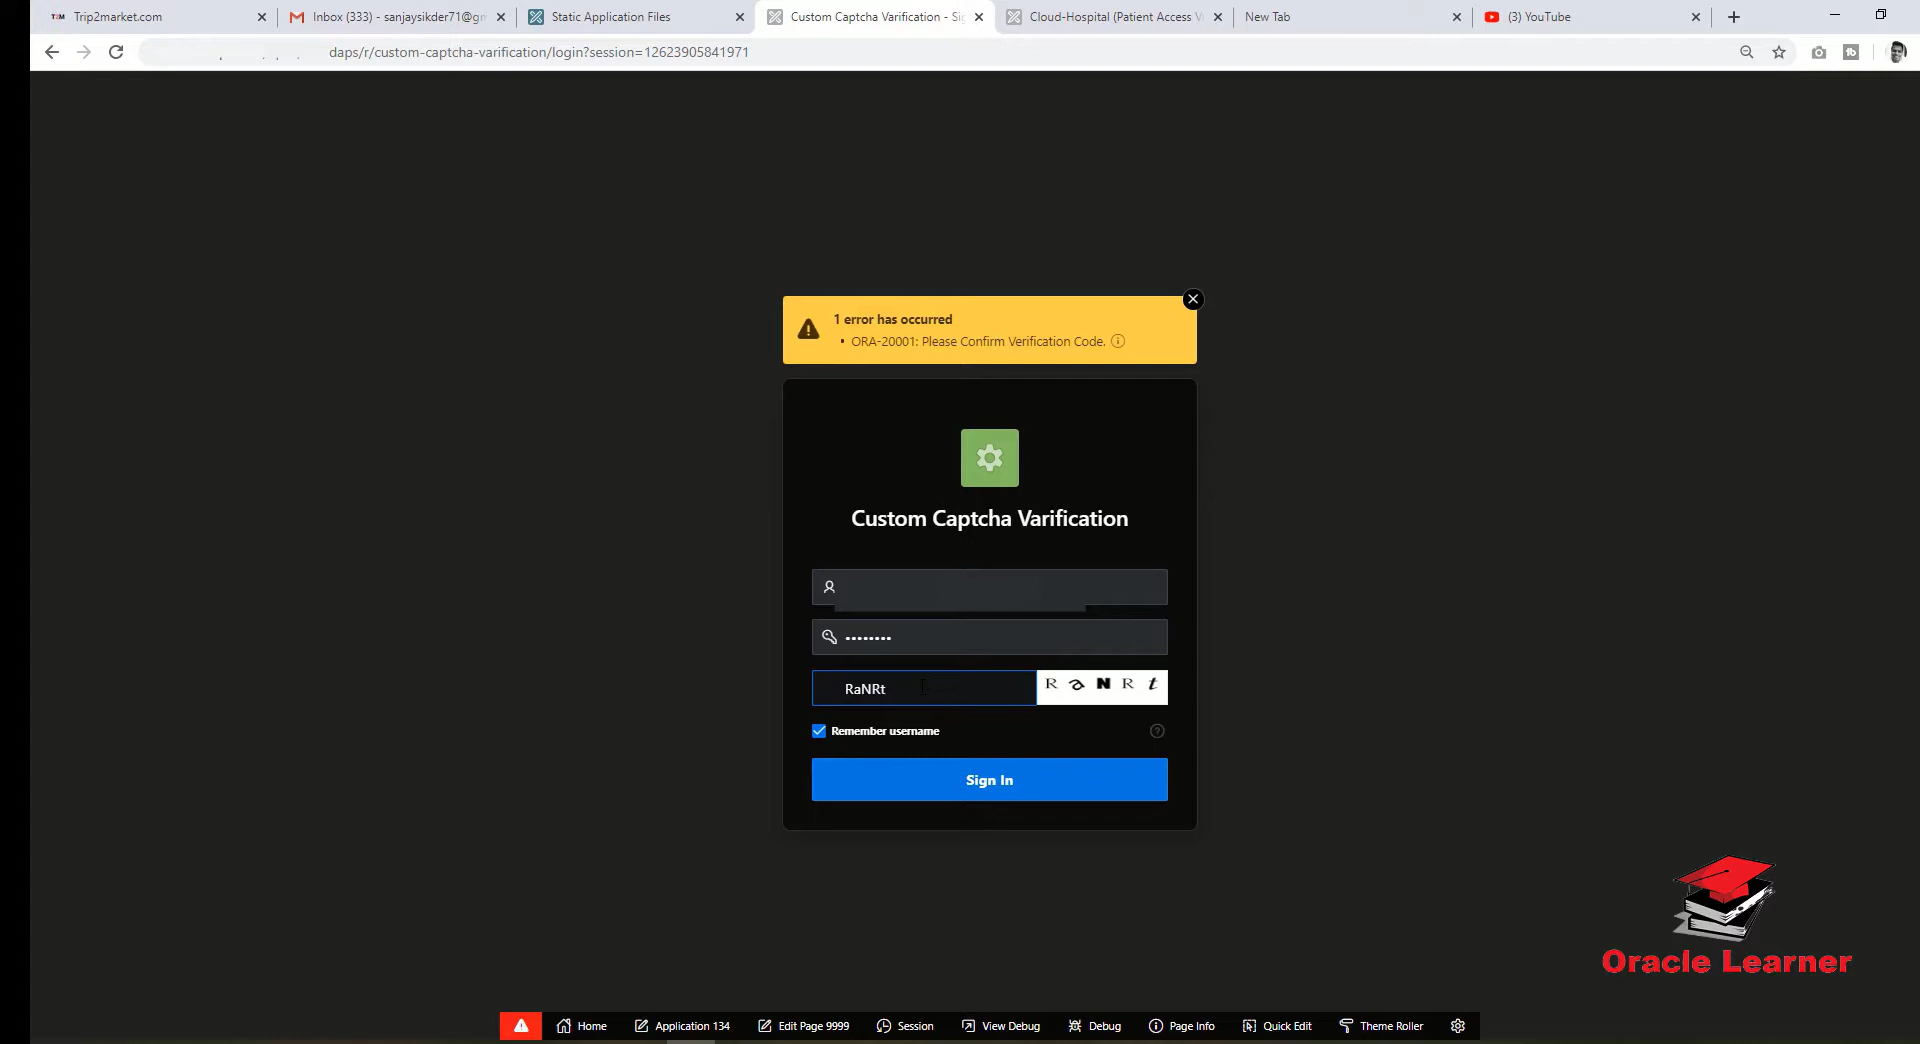 Trip2market.com
Inbox (333) - sanjaysikder71@gm
Static Application Files
Custom Captcha Verification - Si
Cloud-Hospital (Patient Access V
New Tab
(3) YouTube
daps/r/custom-captcha-varification/login?session=12623905841971
1 error has occurred
ORA-20001: Please Confirm Verification Code.
Custom Captcha Varification
RaNRt
R a N R t
Remember username
Sign In
Oracle Learner
Home
Application 134
Edit Page 9999
Session
View Debug
Debug
Page Info
Quick Edit
Theme Roller